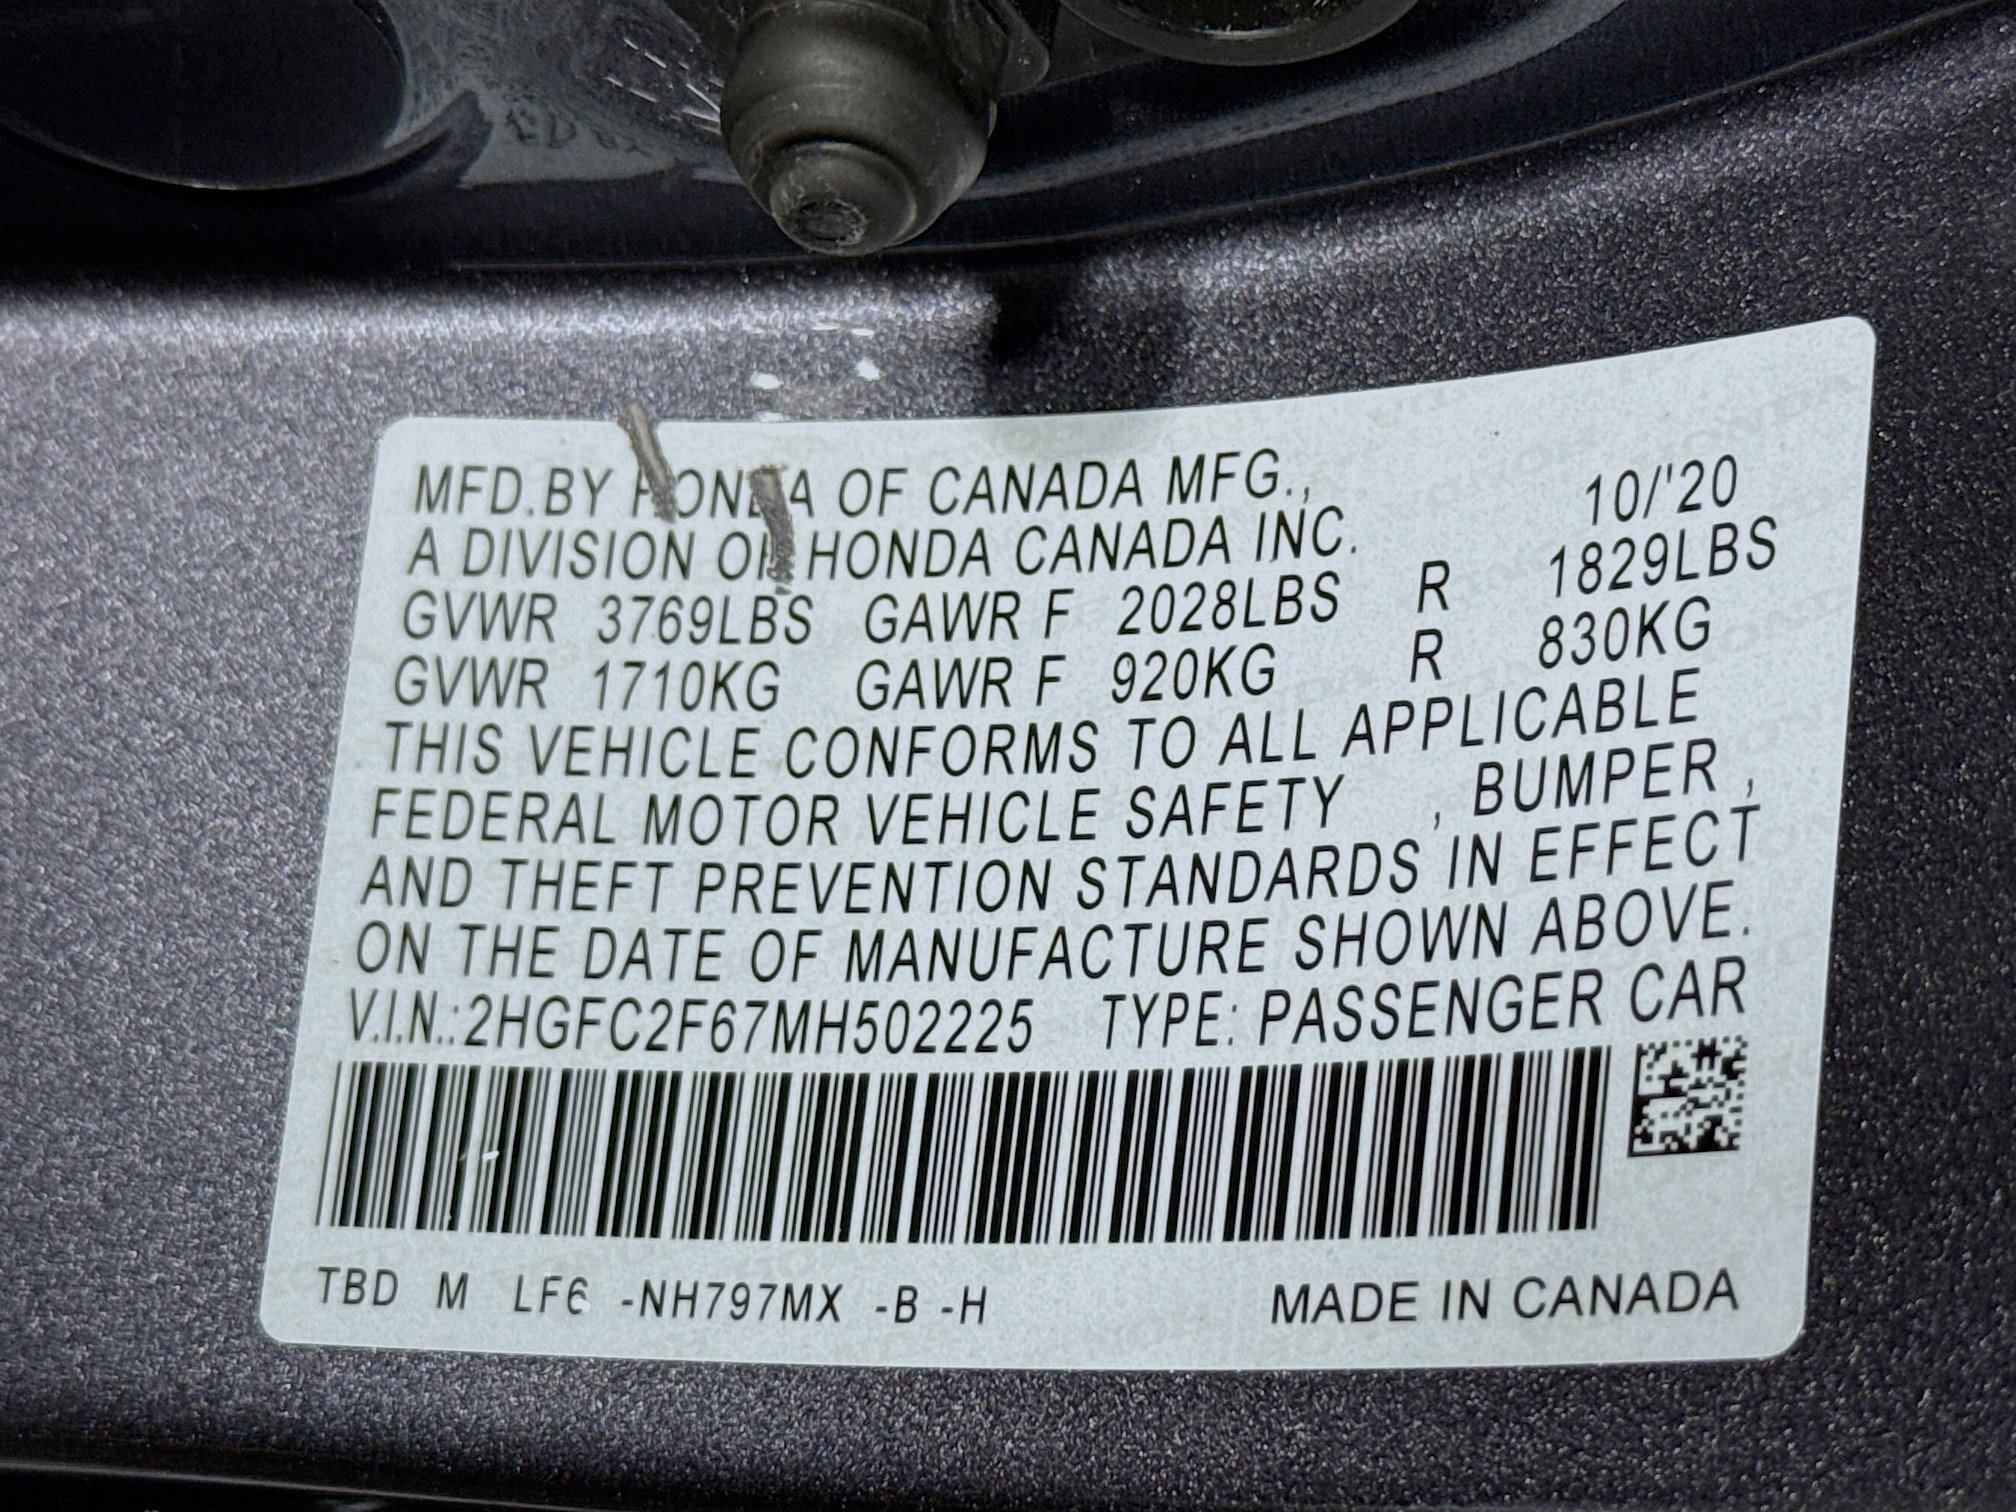 MFD.BY HONDA OF CANADA MFG., 10/'20
A DIVISION OF HONDA CANADA INC.
GVWR 3769LBS GAWR F 2028LBS R 1829LBS
GVWR 1710KG GAWR F 920KG R 830KG
THIS VEHICLE CONFORMS TO ALL APPLICABLE
FEDERAL MOTOR VEHICLE SAFETY , BUMPER ,
AND THEFT PREVENTION STANDARDS IN EFFECT
ON THE DATE OF MANUFACTURE SHOWN ABOVE.
V.I.N.:2HGFC2F67MH502225 TYPE: PASSENGER CAR
TBD M LF6 -NH797MX -B -H MADE IN CANADA